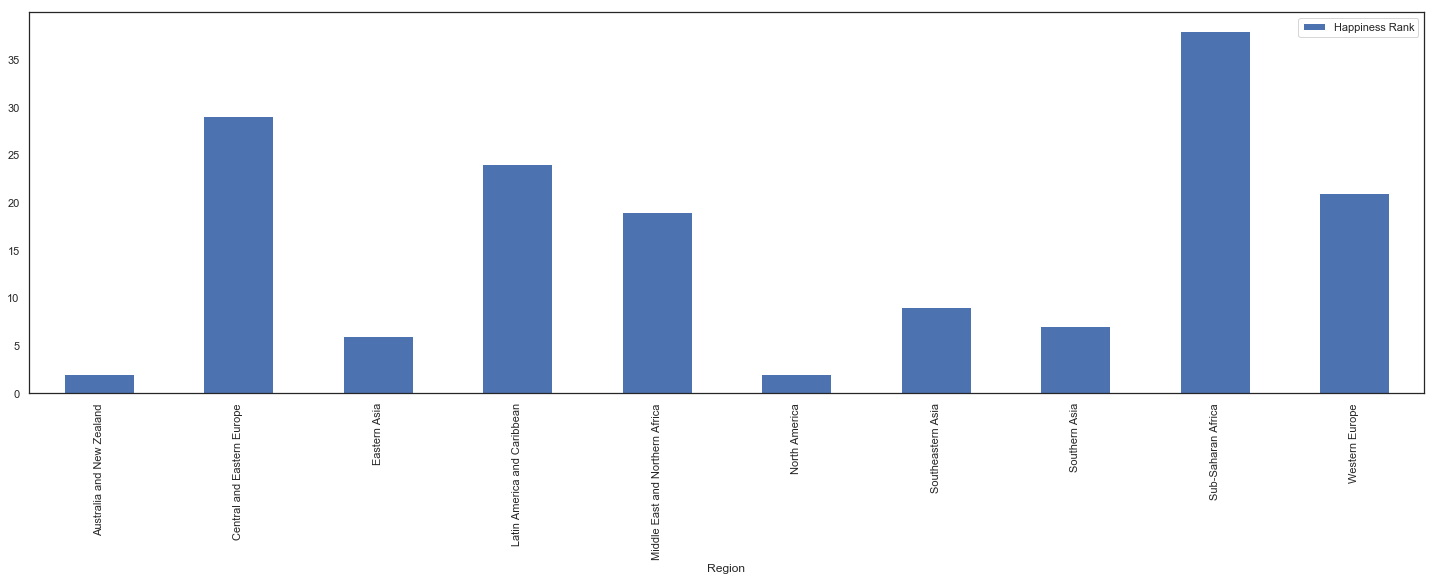 Happiness Rank
35
30
25
20
15
10
5
0
Australia and New Zealand
Central and Eastern Europe
Eastern Asia
Latin America and Caribbean
Middle East and Northern Africa
North America
Southeastern Asia
Southern Asia
Sub-Saharan Africa
Western Europe
Region